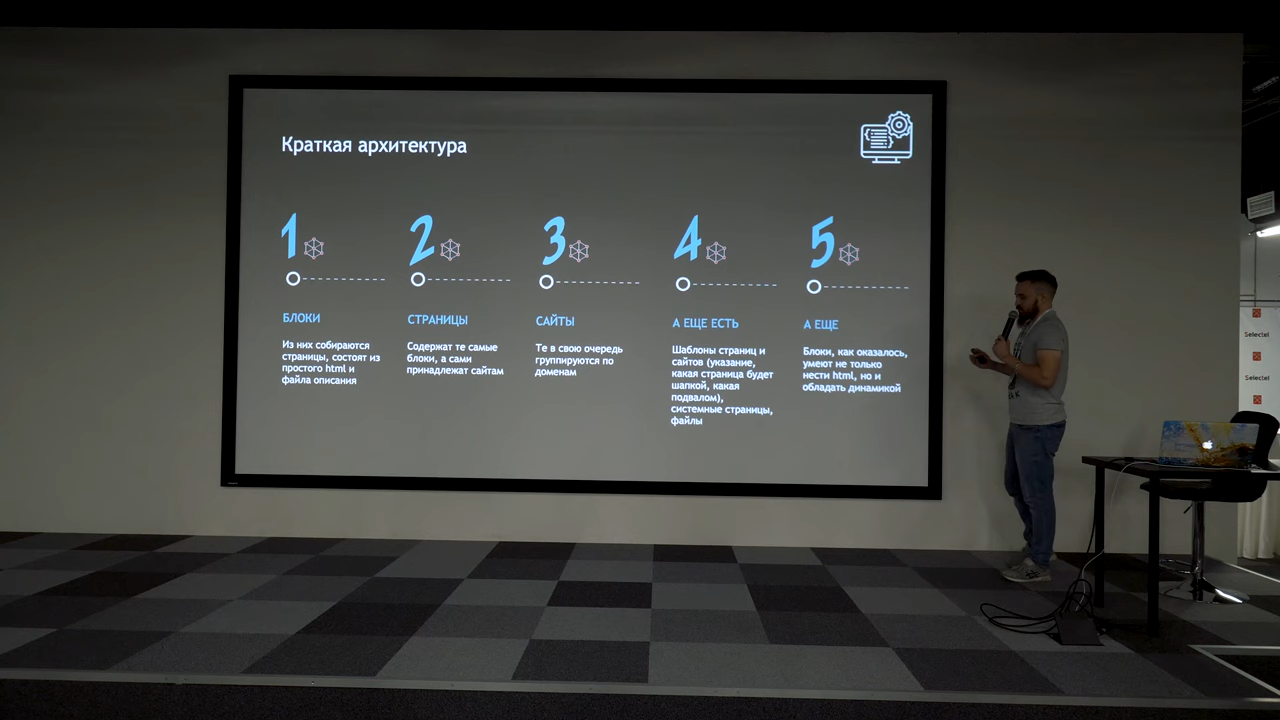 Краткая архитектура
1
БЛОКИ
Из них собираются
страницы, состоят из
простого html и
файла описания
2
СТРАНИЦЫ
Содержат те самые
блоки, а сами
принадлежат сайтам
3
САЙТЫ
Те в свою очередь
группируются по
доменам
4
А ЕЩЕ ЕСТЬ
Шаблоны страниц и
сайтов (указание,
какая страница будет
шапкой, какая
подвалом),
системные страницы,
файлы
5
А ЕЩЕ
Блоки, как оказалось,
умеют не только
нести html, но и
обладать динамикой
Selectel
Selectel